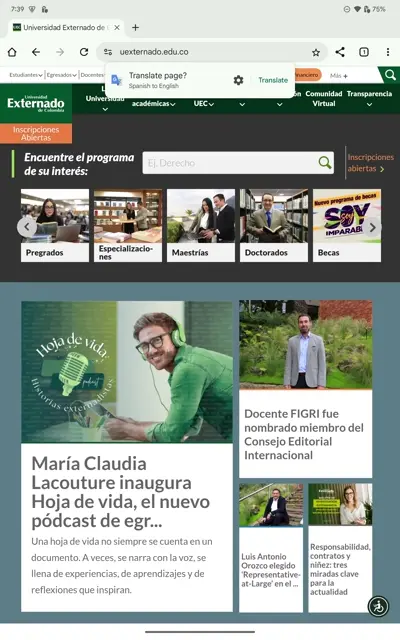 7:39
75%
Universidad Externado de C
uexternado.edu.co
Translate page?
Spanish to English
Translate
Estudiantes
Egresados
Docentes
Más +
Universidad
Externado
de Colombia
Universidad
académicas
UEC
Comunidad
Virtual
Transparencia
Inscripciones
Abiertas
Encuentre el programa
de su interés:
Ej. Derecho
Inscripciones
abiertas
Pregrados
Especializacio-
nes
Maestrías
Doctorados
Nuevo programa de becas
SOY
IMPARABLE
Becas
Hoja de vida:
podcast
Historias externadistas
María Claudia
Lacouture inaugura
Hoja de vida, el nuevo
pódcast de egr...
Una hoja de vida no siempre se cuenta en un
documento. A veces, se narra con la voz, se
llena de experiencias, de aprendizajes y de
reflexiones que inspiran.
Docente FIGRI fue
nombrado miembro del
Consejo Editorial
Internacional
Luis Antonio
Orozco elegido
'Representative-
at-Large' en el ...
Responsabilidad,
contratos y
niñez: tres
miradas clave
para la
actualidad